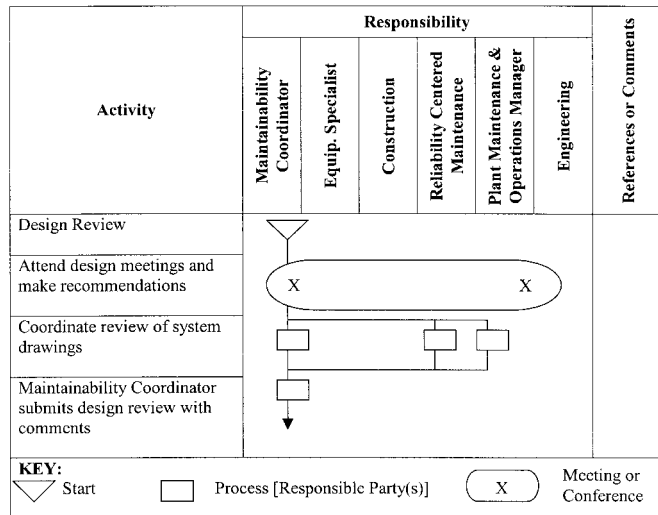 Responsibility
Activity
Maintainability
Coordinator
Equip. Specialist
Construction
Reliability Centered
Maintenance
Plant Maintenance &
Operations Manager
Engineering
References or Comments
Design Review
Attend design meetings and
make recommendations
X X
Coordinate review of system
drawings
Maintainability Coordinator
submits design review with
comments
KEY:
Start
Process [Responsible Party(s)]
X
Meeting or
Conference